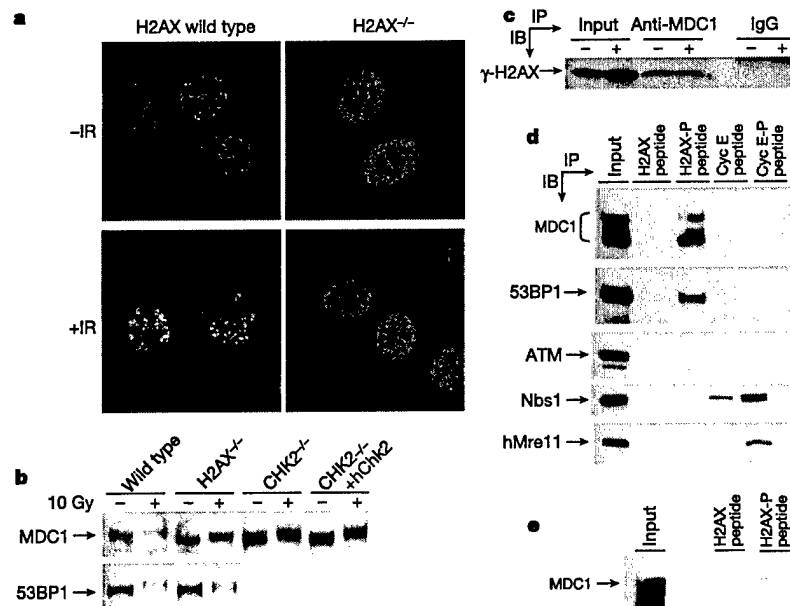 a
H2AX wild type
H2AX–/–
–IR
+IR
b
Wild type
H2AX–/–
CHK2–/–
CHK2–/–
+hChk2
10 Gy
– + – + – + – +
MDC1
53BP1
c
IP
IB
Input
Anti-MDC1
IgG
– + – + – +
γ-H2AX
d
IP
IB
Input
H2AX
peptide
H2AX-P
peptide
Cyc E
peptide
Cyc E-P
peptide
MDC1
53BP1
ATM
Nbs1
hMre11
e
Input
H2AX
peptide
H2AX-P
peptide
MDC1